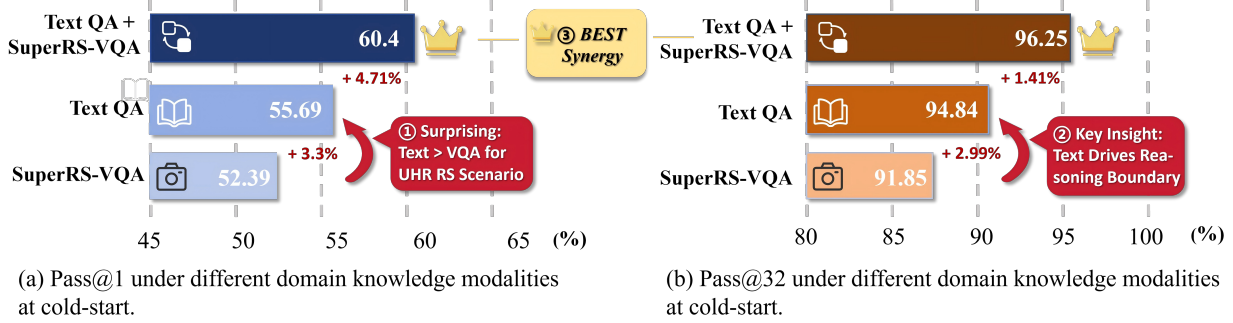 Text QA +
SuperRS-VQA
60.4
+ 4.71%
Text QA
55.69
① Surprising:
Text > VQA for
UHR RS Scenario
+ 3.3%
SuperRS-VQA
52.39
45
50
55
60
65
(%)
(a) Pass@1 under different domain knowledge modalities
at cold-start.
③ BEST
Synergy
Text QA +
SuperRS-VQA
96.25
+ 1.41%
Text QA
94.84
② Key Insight:
Text Drives Rea-
soning Boundary
+ 2.99%
SuperRS-VQA
91.85
80
85
90
95
100
(%)
(b) Pass@32 under different domain knowledge modalities
at cold-start.